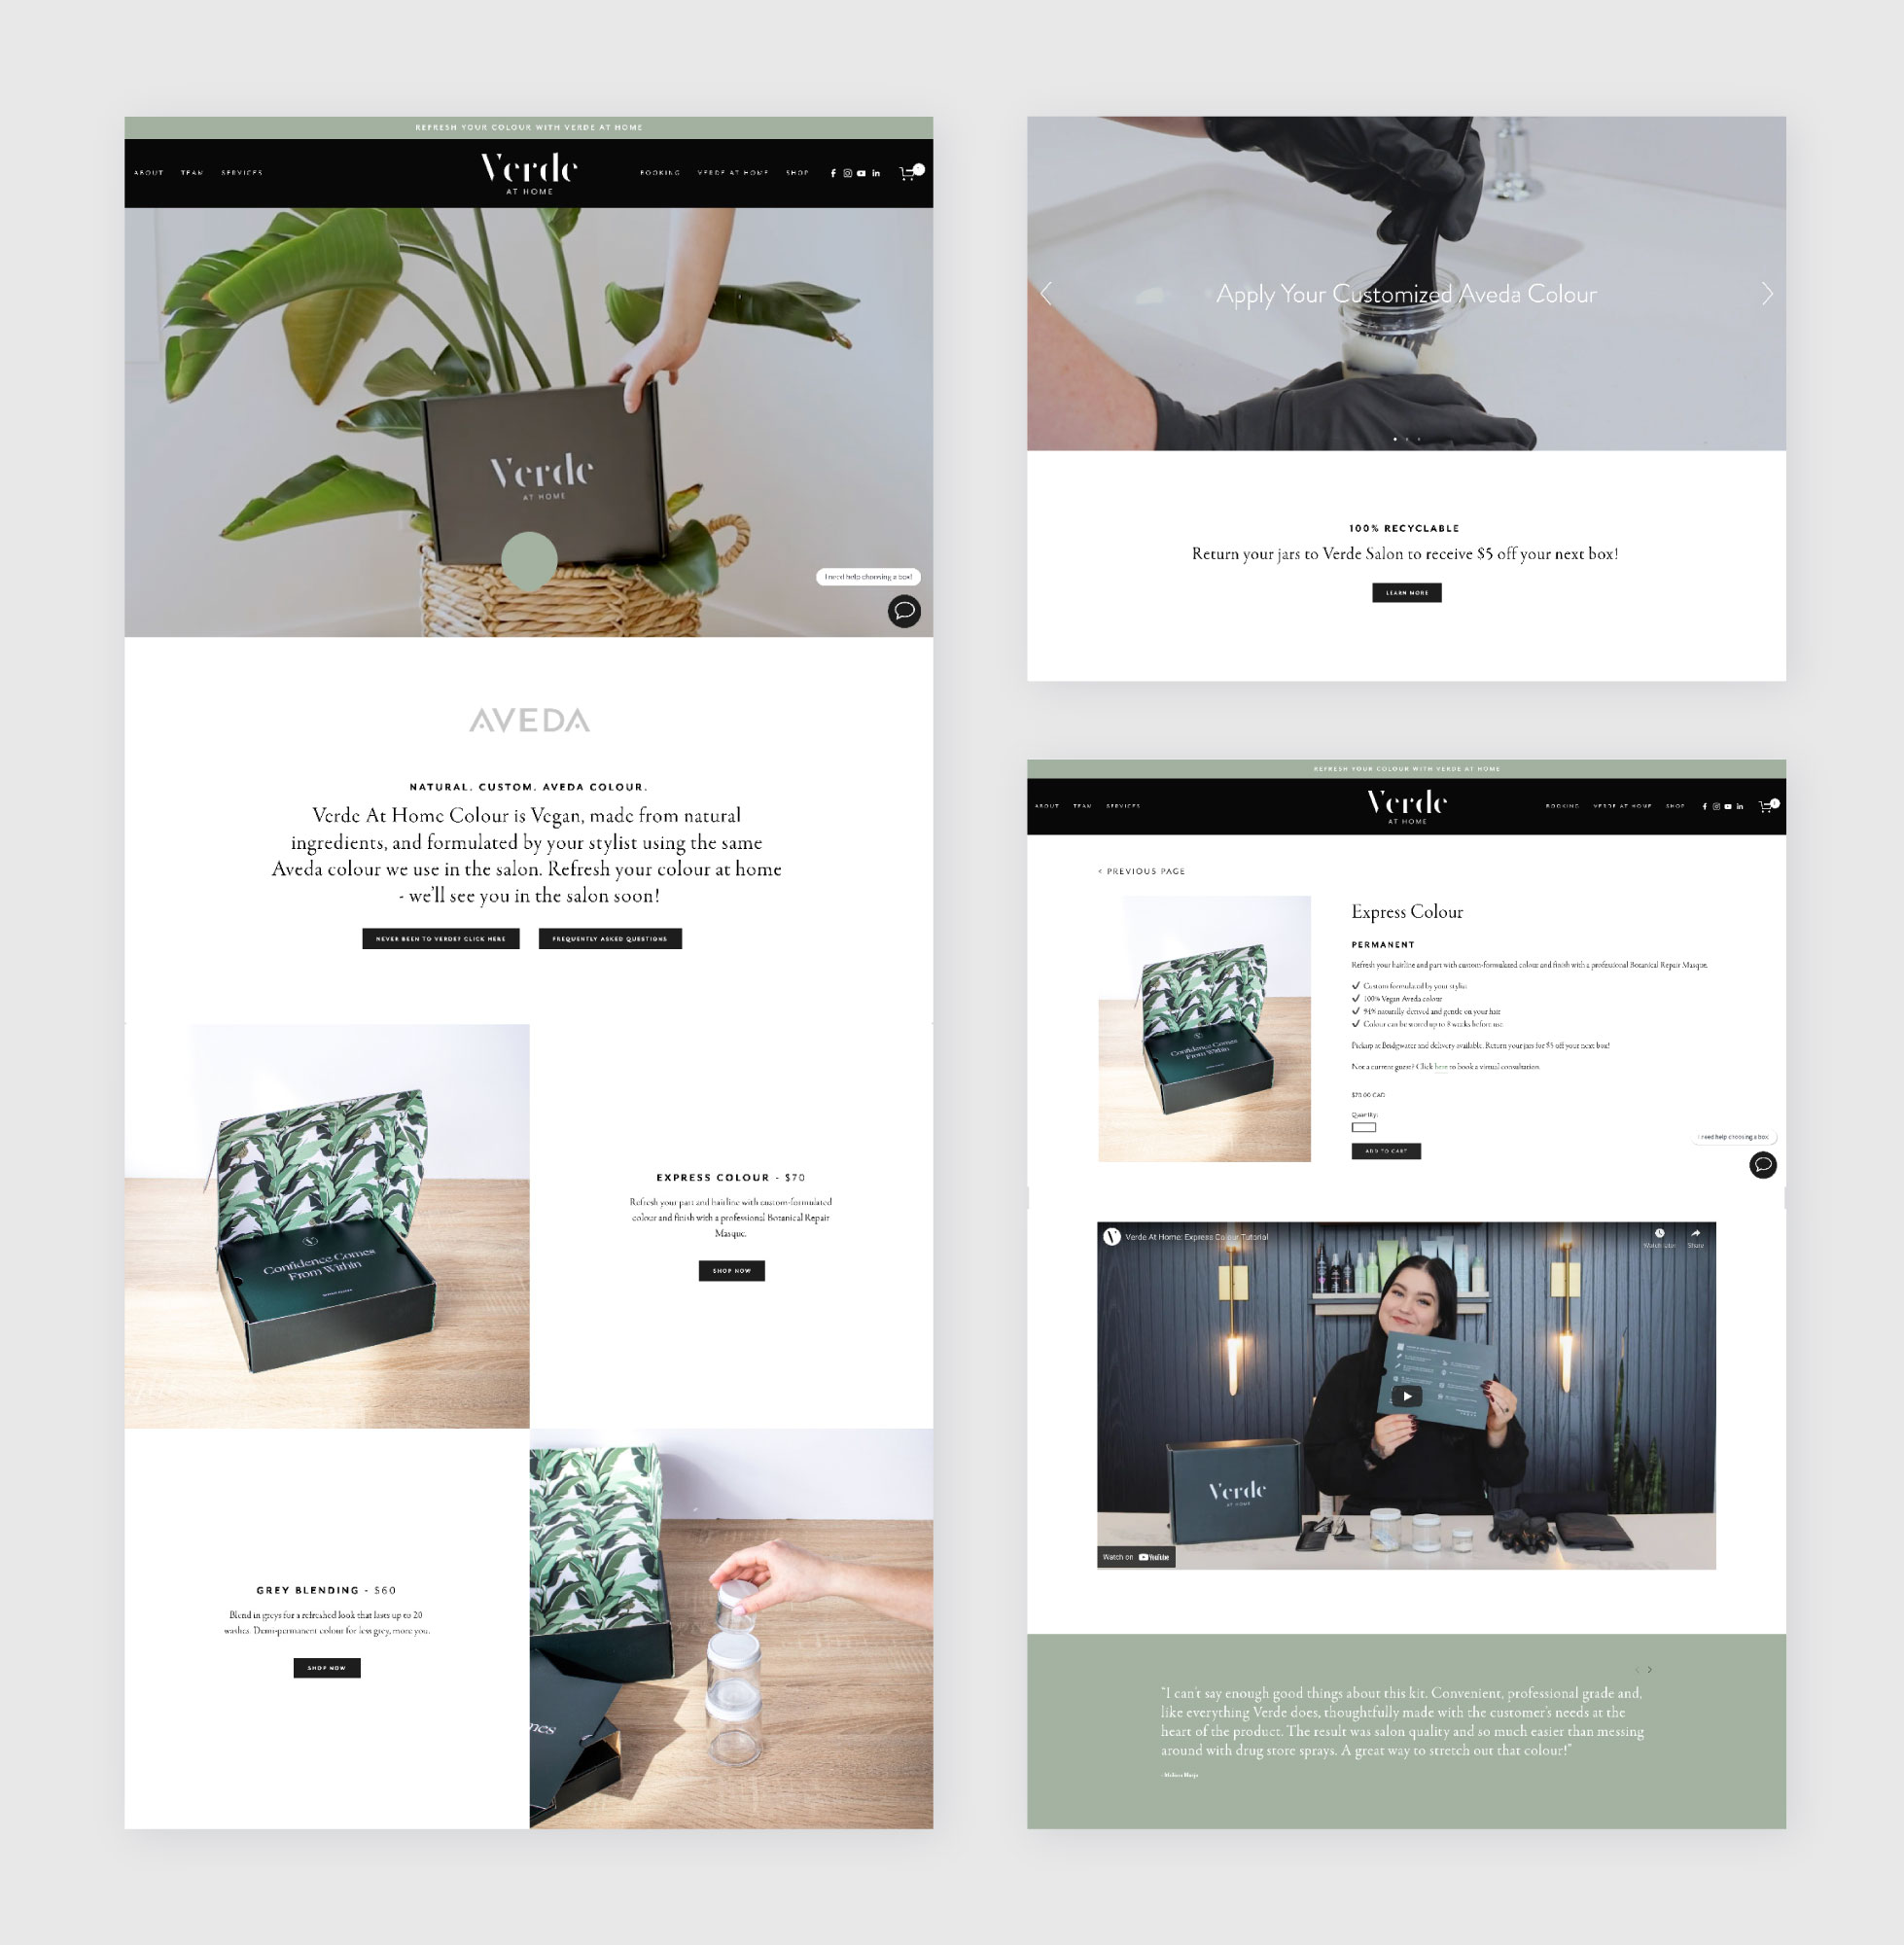 REFRESH YOUR COLOUR WITH VERDE AT HOME
ABOUT TEAM SERVICES
Verde
AT HOME
BOOKING VERDE AT HOME SHOP
Verde
AT HOME
I need help choosing a box!
AVEDA
NATURAL. CUSTOM. AVEDA COLOUR.
Verde At Home Colour is Vegan, made from natural
ingredients, and formulated by your stylist using the same
Aveda colour we use in the salon. Refresh your colour at home
- we'll see you in the salon soon!
NEVER BEEN TO VERDE? CLICK HERE
FREQUENTLY ASKED QUESTIONS
Confidence Comes
From Within
EXPRESS COLOUR - $70
Refresh your part and hairline with custom-formulated
colour and finish with a professional Botanical Repair
Masque.
SHOP NOW
GREY BLENDING - $60
Blend in greys for a refreshed look that lasts up to 20
washes. Demi-permanent colour for less grey, more you.
SHOP NOW
Apply Your Customized Aveda Colour
100% RECYCLABLE
Return your jars to Verde Salon to receive $5 off your next box!
LEARN MORE
REFRESH YOUR COLOUR WITH VERDE AT HOME
ABOUT TEAM SERVICES
Verde
AT HOME
BOOKING VERDE AT HOME SHOP
< PREVIOUS PAGE
Confidence Comes
From Within
Express Colour
PERMANENT
Refresh your hairline and part with custom-formulated colour and finish with a professional Botanical Repair Masque.
Custom formulated by your stylist
100% Vegan Aveda colour
94% naturally derived and gentle on your hair
Colour can be stored up to 8 weeks before use
Pickup at Bridgwater and delivery available. Return your jars for $5 off your next box!
Not a current guest? Click here to book a virtual consultation.
$70.00 CAD
Quantity:
ADD TO CART
I need help choosing a box!
Verde At Home: Express Colour Tutorial
Watch later Share
Verde
AT HOME
Watch on YouTube
"I can't say enough good things about this kit. Convenient, professional grade and,
like everything Verde does, thoughtfully made with the customer's needs at the
heart of the product. The result was salon quality and so much easier than messing
around with drug store sprays. A great way to stretch out that colour!"